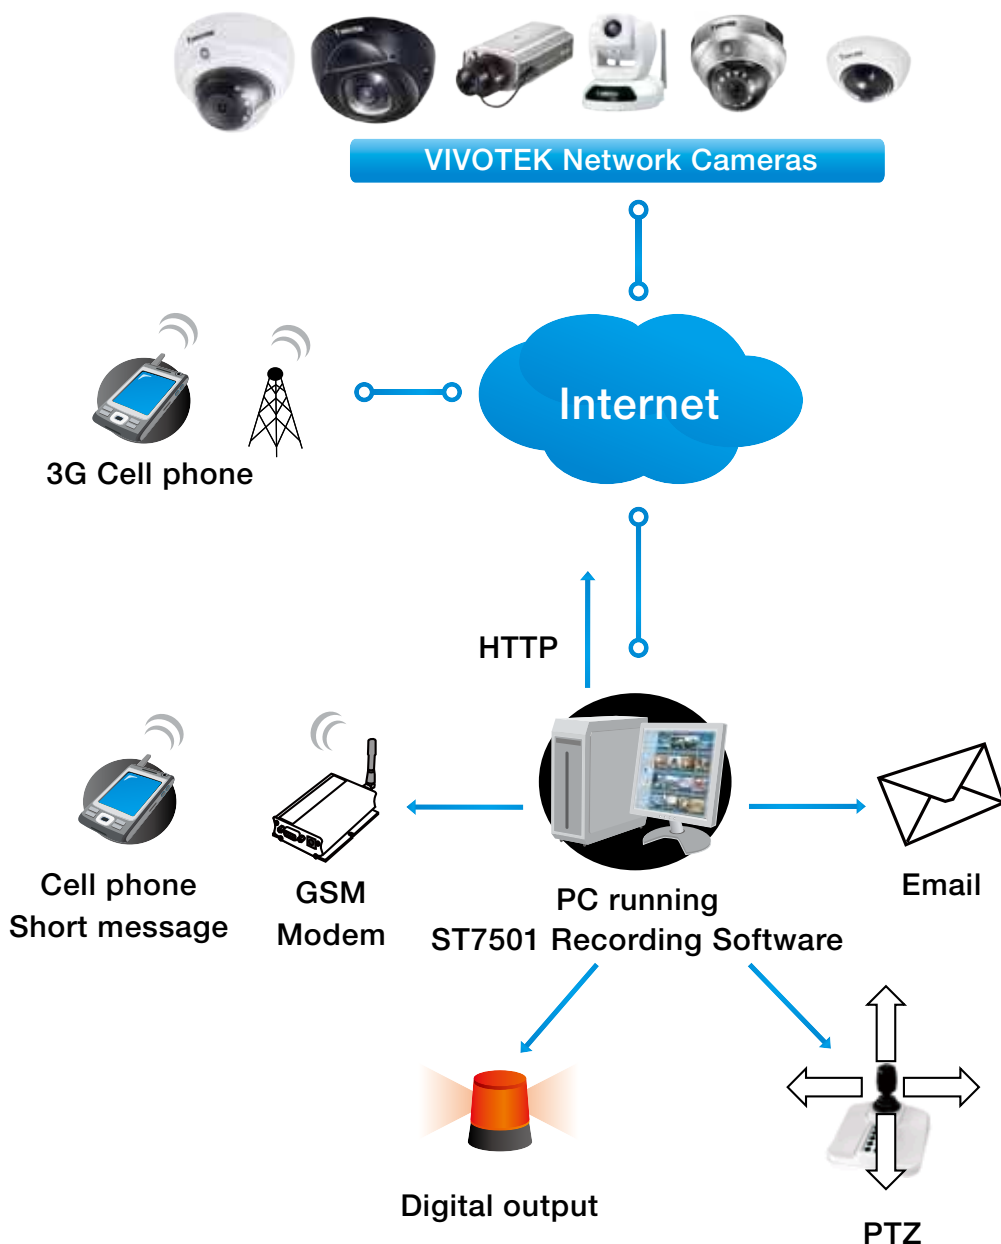 VIVOTEK Network Cameras
Internet
3G Cell phone
HTTP
Cell phone
Short message
GSM
Modem
PC running
ST7501 Recording Software
Email
Digital output
PTZ